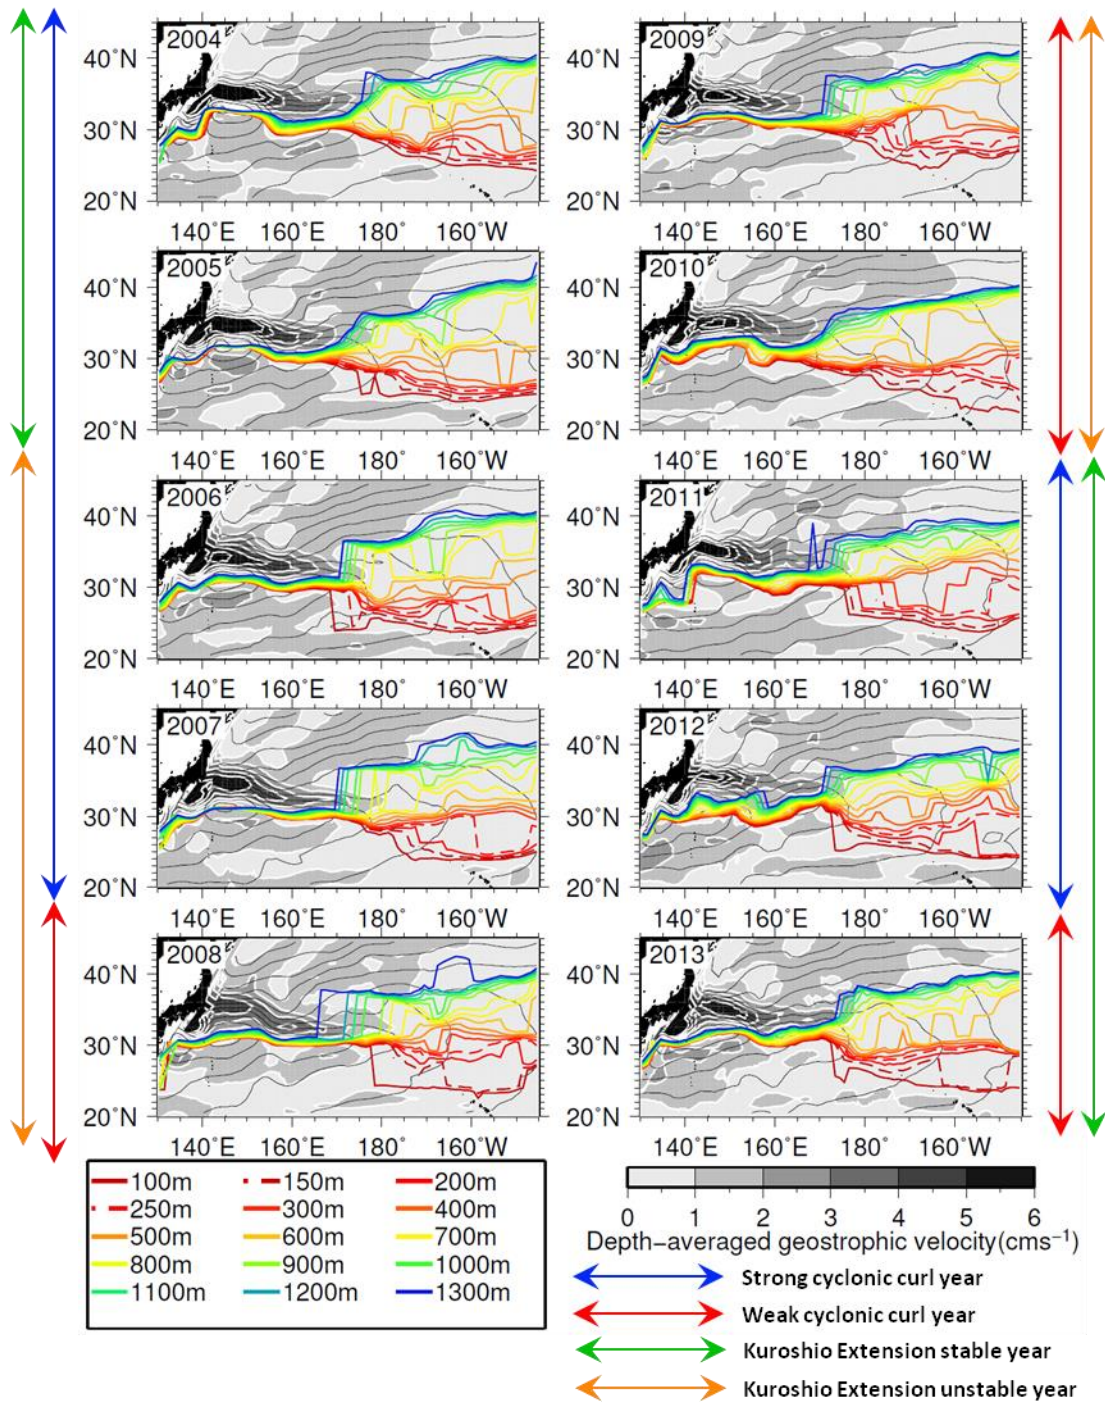 2004 2009
40°N 40°N
30°N 30°N
20°N 20°N
140°E 160°E 180° 160°W 140°E 160°E 180° 160°W
2005 2010
40°N 40°N
30°N 30°N
20°N 20°N
140°E 160°E 180° 160°W 140°E 160°E 180° 160°W
2006 2011
40°N 40°N
30°N 30°N
20°N 20°N
140°E 160°E 180° 160°W 140°E 160°E 180° 160°W
2007 2012
40°N 40°N
30°N 30°N
20°N 20°N
140°E 160°E 180° 160°W 140°E 160°E 180° 160°W
2008 2013
40°N 40°N
30°N 30°N
20°N 20°N
140°E 160°E 180° 160°W 140°E 160°E 180° 160°W
100m 150m 200m
250m 300m 400m
500m 600m 700m
800m 900m 1000m
1100m 1200m 1300m
0 1 2 3 4 5 6
Depth−averaged geostrophic velocity(cms⁻¹)
Strong cyclonic curl year
Weak cyclonic curl year
Kuroshio Extension stable year
Kuroshio Extension unstable year